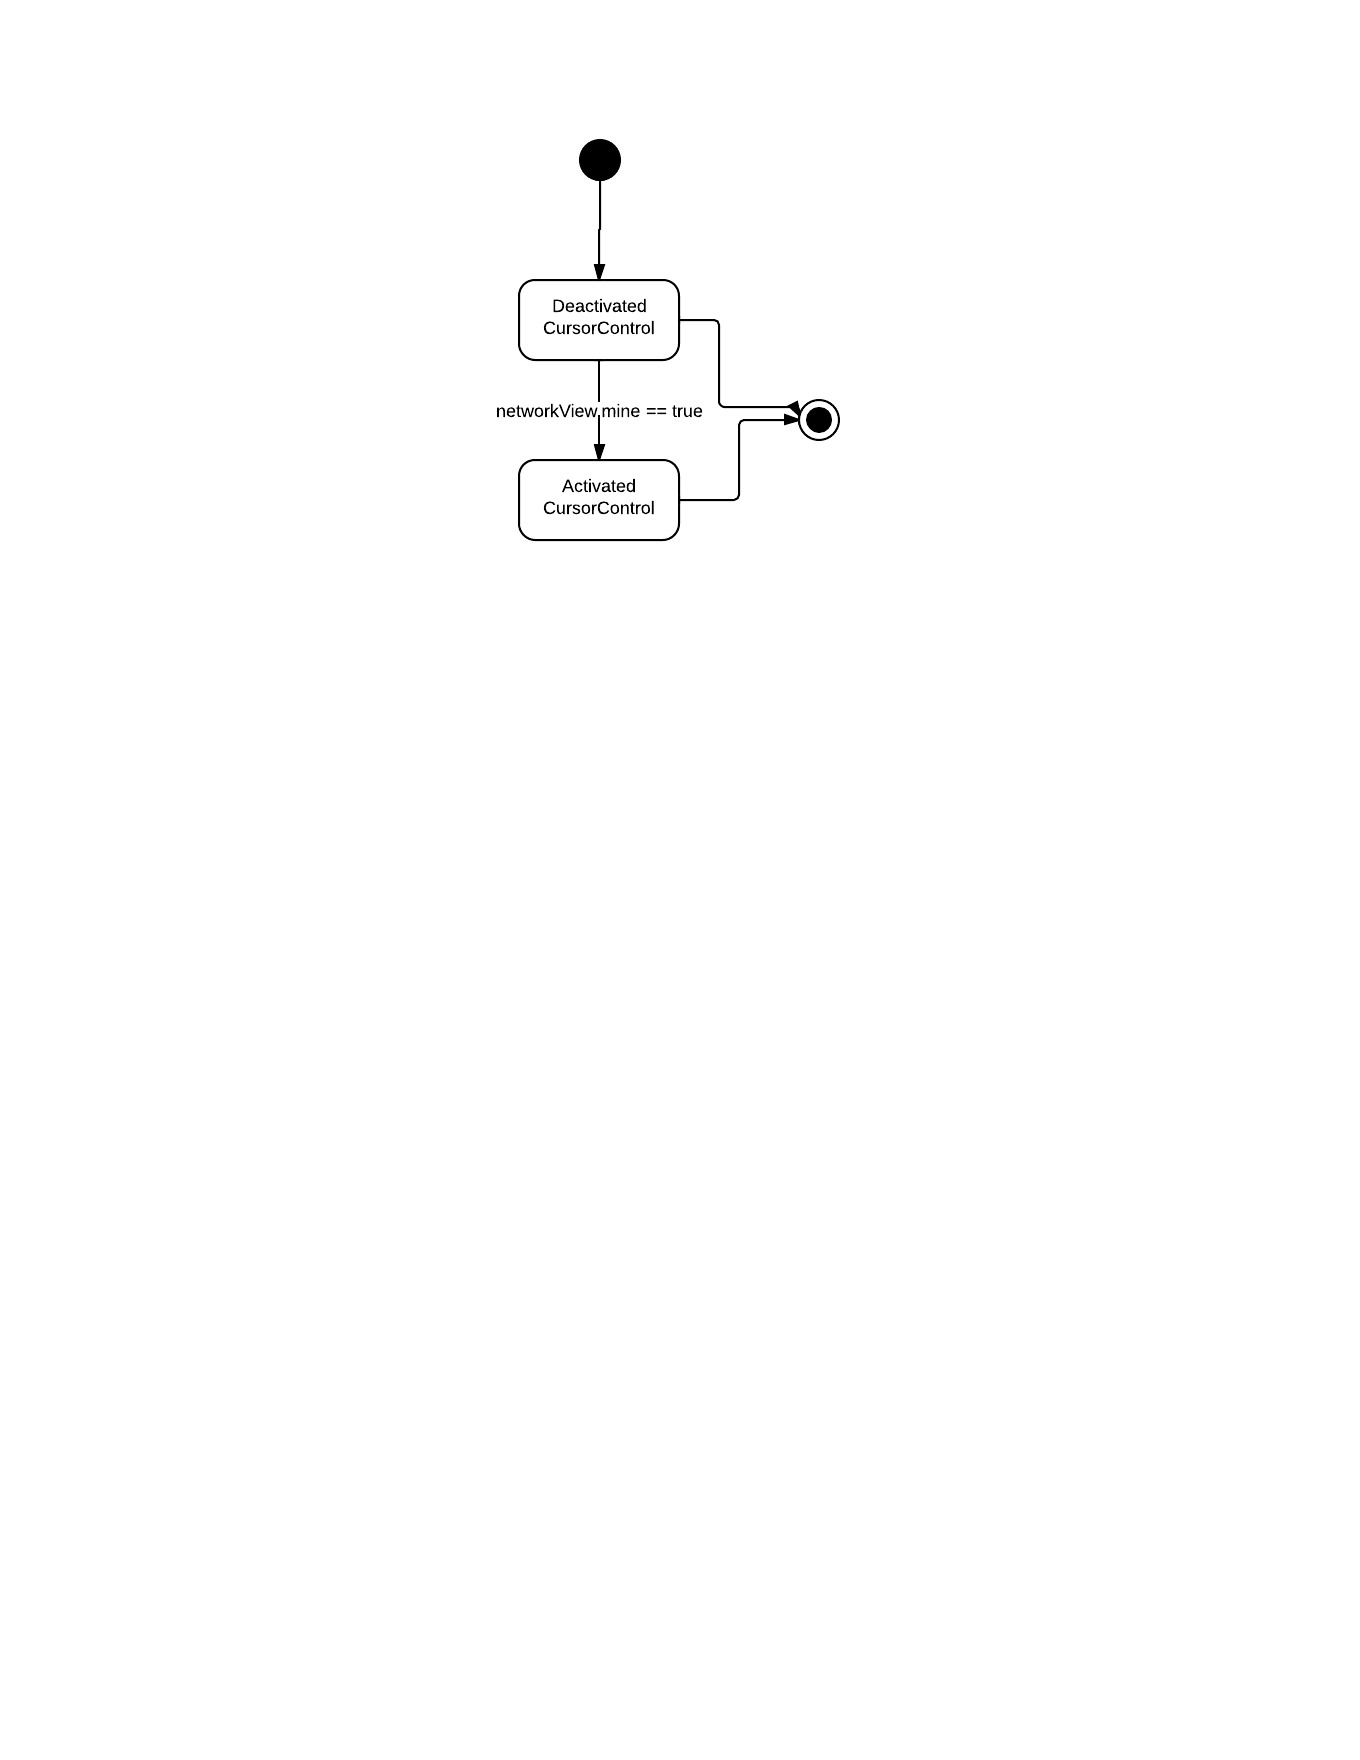 Deactivated
CursorControl
networkView.mine == true
Activated
CursorControl